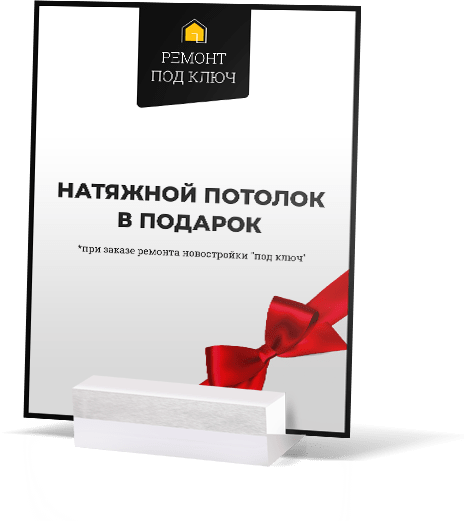 РЕМОНТ
ПОД КЛЮЧ
НАТЯЖНОЙ ПОТОЛОК
В ПОДАРОК
*при заказе ремонта новостройки "под ключ"